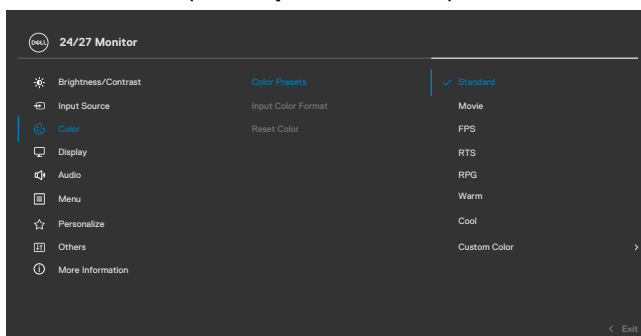 DELL
24/27 Monitor
Brightness/Contrast
Input Source
Color
Display
Audio
Menu
Personalize
Others
More Information
Color Presets
Input Color Format
Reset Color
Standard
Movie
FPS
RTS
RPG
Warm
Cool
Custom Color >
< Exit